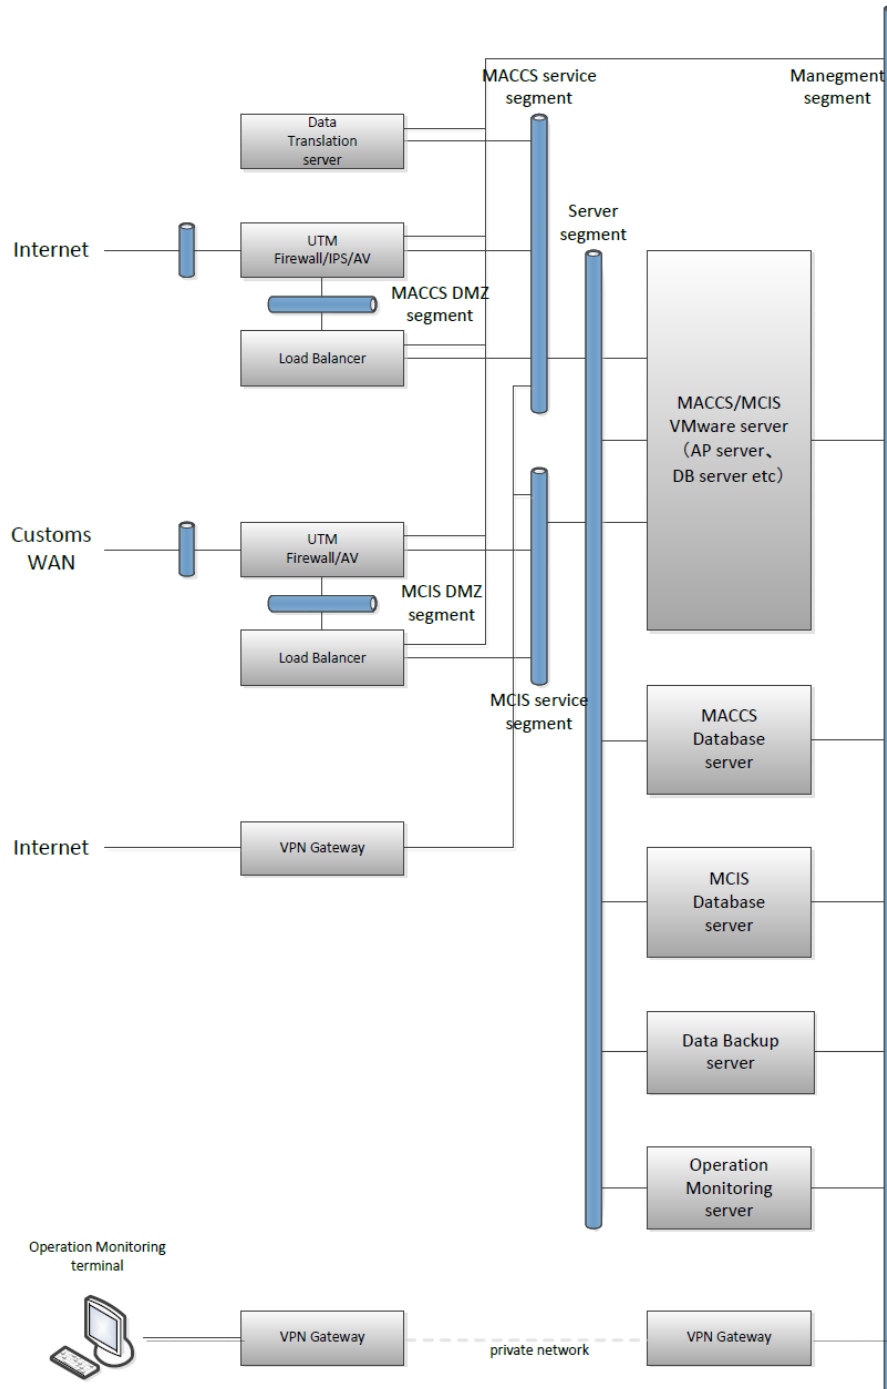 MACCS service
segment
Manegment
segment
Data
Translation
server
Server
segment
Internet
UTM
Firewall/IPS/AV
MACCS DMZ
segment
Load Balancer
MACCS/MCIS
VMware server
（AP server、
DB server etc）
Customs
WAN
UTM
Firewall/AV
MCIS DMZ
segment
Load Balancer
MCIS service
segment
MACCS
Database
server
Internet
VPN Gateway
MCIS
Database
server
Data Backup
server
Operation
Monitoring
server
Operation Monitoring
terminal
VPN Gateway
private network
VPN Gateway